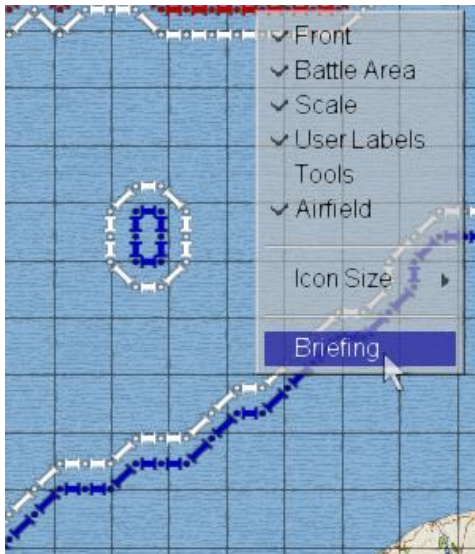 Front
Battle Area
Scale
User Labels
Tools
Airfield
Icon Size
Briefing